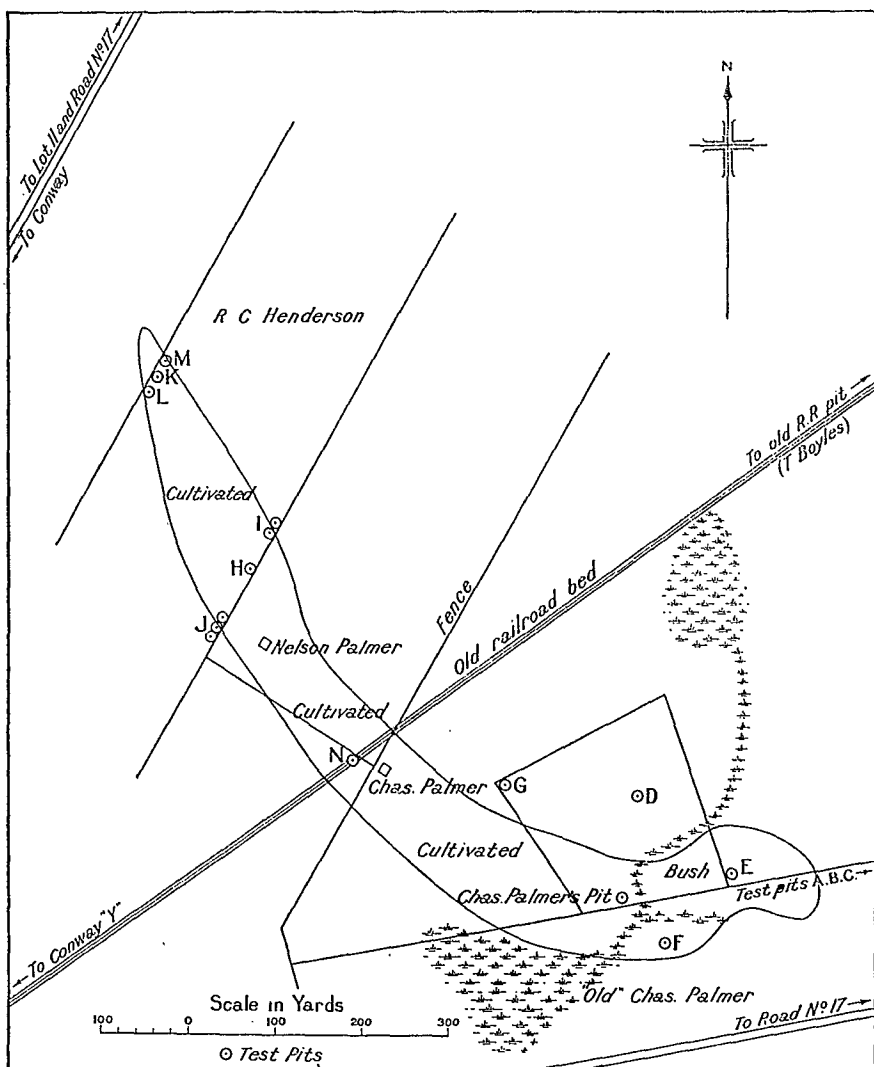 To Lot 11 and Road Nº 17
To Conway
N
R C Henderson
M
K
L
Cultivated
To old R.R pit
(T Boyles)
I
H
Fence
Old railroad bed
J
Nelson Palmer
Cultivated
N
Chas. Palmer
G
D
Cultivated
Bush
E
Chas. Palmer's Pit
Test pits A.B.C.
F
To Conway "Y"
"Old" Chas. Palmer
Scale in Yards
100 0 100 200 300
To Road Nº 17
Test Pits